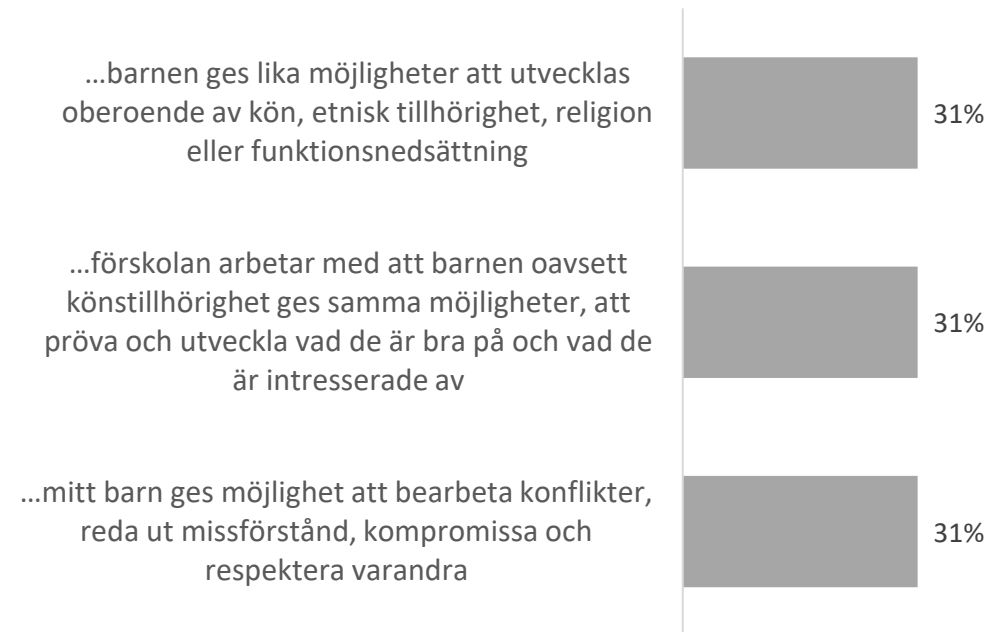 …barnen ges lika möjligheter att utvecklas
oberoende av kön, etnisk tillhörighet, religion
eller funktionsnedsättning
31%
…förskolan arbetar med att barnen oavsett
könstillhörighet ges samma möjligheter, att
pröva och utveckla vad de är bra på och vad de
är intresserade av
31%
…mitt barn ges möjlighet att bearbeta konflikter,
reda ut missförstånd, kompromissa och
respektera varandra
31%